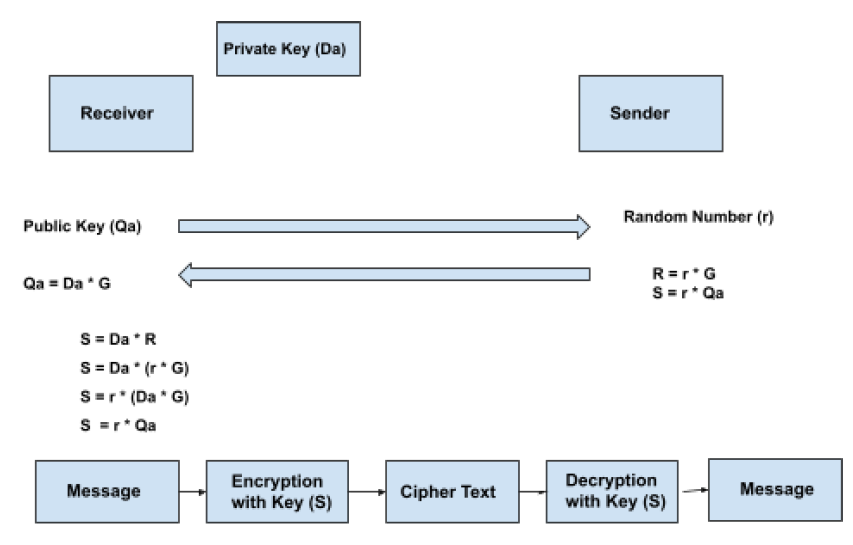 Private Key (Da)
Receiver
Sender
Public Key (Qa)
Random Number (r)
Qa = Da * G
R = r * G
S = r * Qa
S = Da * R
S = Da * (r * G)
S = r * (Da * G)
S = r * Qa
Message
Encryption
with Key (S)
Cipher Text
Decryption
with Key (S)
Message